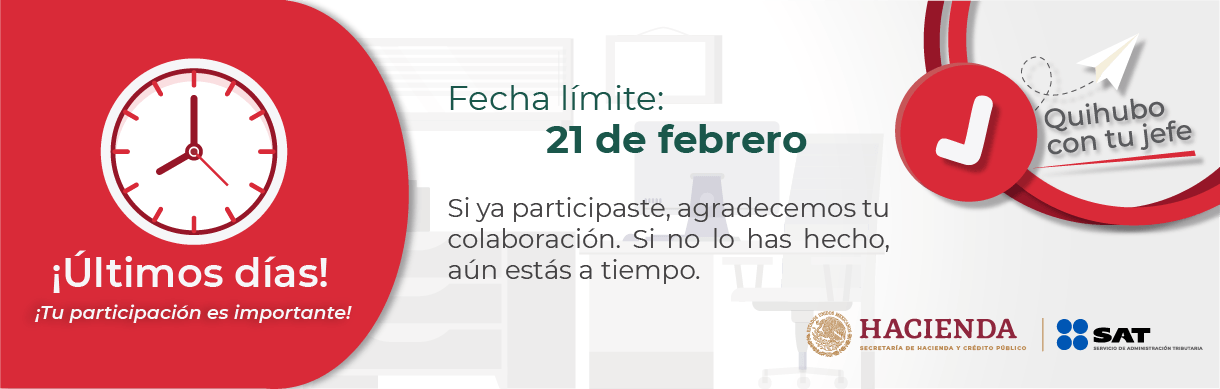 ¡Últimos días!
¡Tu participación es importante!
Fecha límite:
21 de febrero
Si ya participaste, agradecemos tu
colaboración. Si no lo has hecho,
aún estás a tiempo.
Quihubo
con tu jefe
HACIENDA
SECRETARÍA DE HACIENDA Y CRÉDITO PÚBLICO
SAT
SERVICIO DE ADMINISTRACIÓN TRIBUTARIA